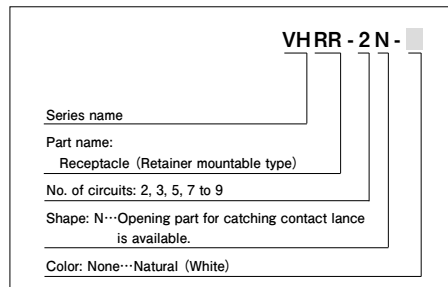 VHRR-2N-
Series name
Part name:
Receptacle (Retainer mountable type)
No. of circuits: 2, 3, 5, 7 to 9
Shape: N…Opening part for catching contact lance
is available.
Color: None…Natural (White)